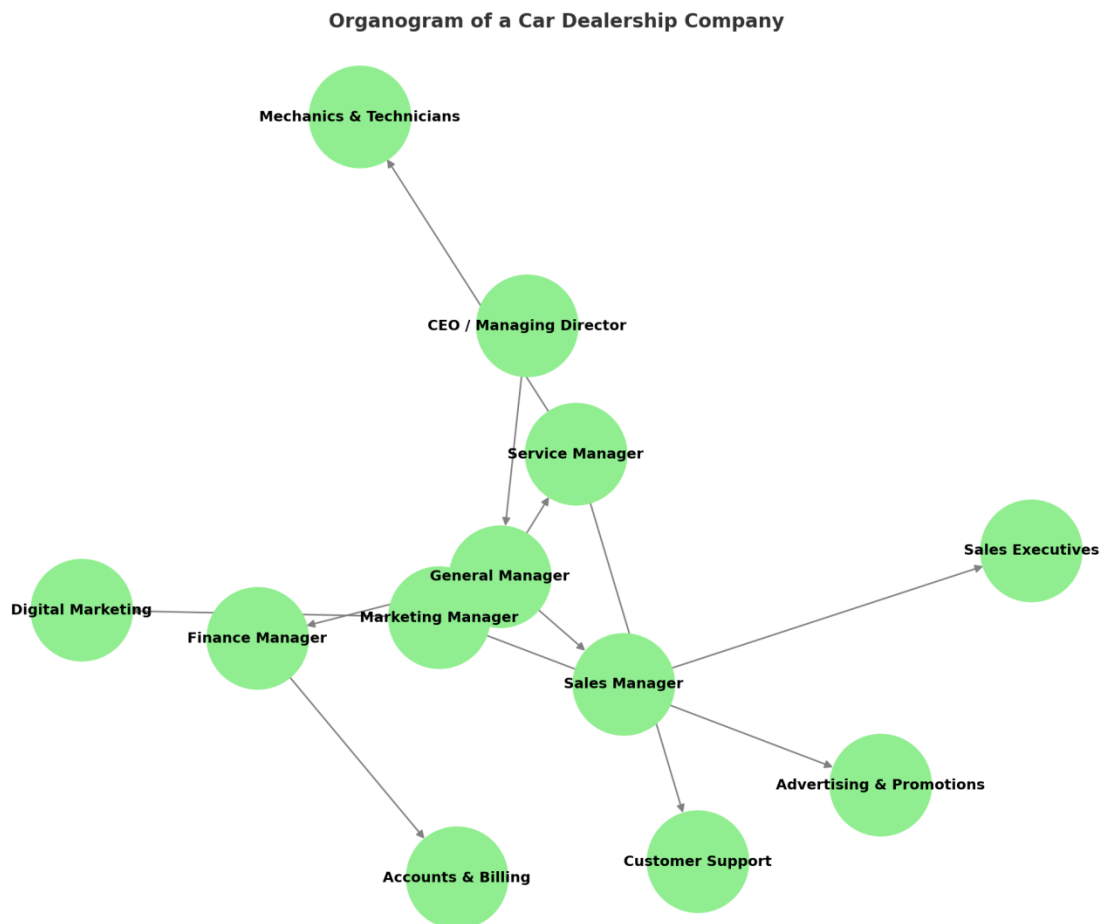 Organogram of a Car Dealership Company
Mechanics & Technicians
CEO / Managing Director
Service Manager
Sales Executives
General Manager
Digital Marketing
Marketing Manager
Finance Manager
Sales Manager
Advertising & Promotions
Customer Support
Accounts & Billing